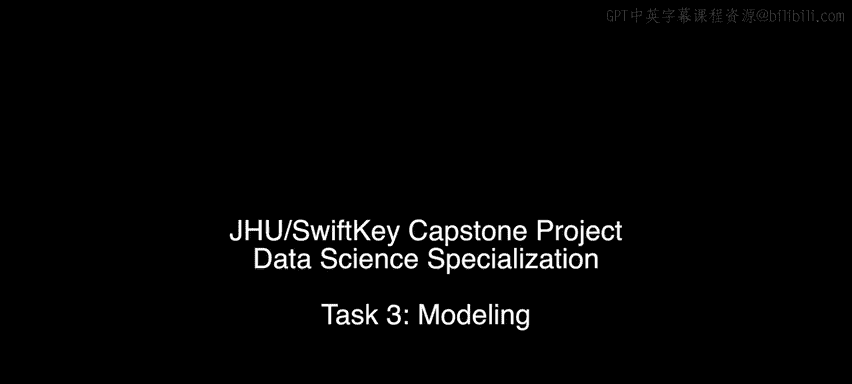 GPT中英字幕课程资源@bilibili.com
JHU/SwiftKey Capstone Project
Data Science Specialization
Task 3: Modeling